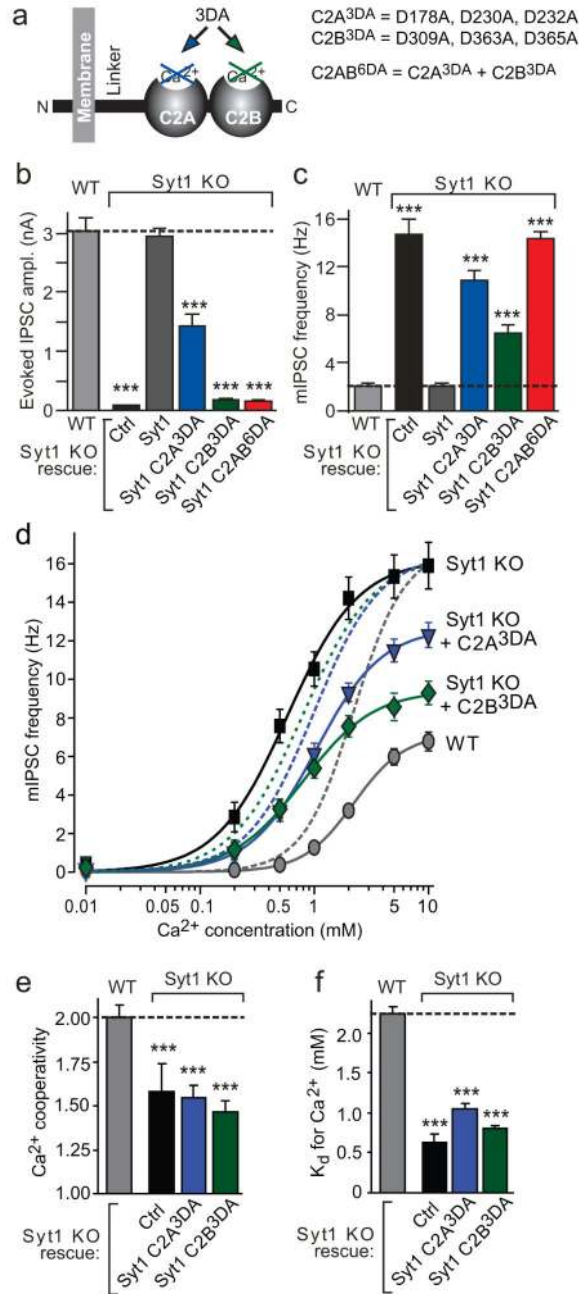 a
3DA
C2A3DA = D178A, D230A, D232A
C2B3DA = D309A, D363A, D365A
C2AB6DA = C2A3DA + C2B3DA
Membrane
Linker
Ca2+
Ca2+
N
C2A
C2B
C
b
WT
Syt1 KO
Evoked IPSC ampl. (nA)
3
2
1
0
***
***
***
***
WT
Ctrl
Syt1
Syt1 C2A3DA
Syt1 C2B3DA
Syt1 C2AB6DA
Syt1 KO
rescue:
c
WT
Syt1 KO
mIPSC frequency (Hz)
16
12
8
4
0
***
***
***
***
WT
Ctrl
Syt1
Syt1 C2A3DA
Syt1 C2B3DA
Syt1 C2AB6DA
Syt1 KO
rescue:
d
mIPSC frequency (Hz)
16
14
12
10
8
6
4
2
0
0.01
0.05
0.1
0.5
1
5
10
Ca2+ concentration (mM)
Syt1 KO
Syt1 KO
+ C2A3DA
Syt1 KO
+ C2B3DA
WT
e
WT
Syt1 KO
Ca2+ cooperativity
2.00
1.75
1.50
1.25
1.00
***
***
***
Ctrl
Syt1 C2A3DA
Syt1 C2B3DA
Syt1 KO
rescue:
f
WT
Syt1 KO
Kd for Ca2+ (mM)
2.0
1.5
1.0
0.5
0
***
***
***
Ctrl
Syt1 C2A3DA
Syt1 C2B3DA
Syt1 KO
rescue: